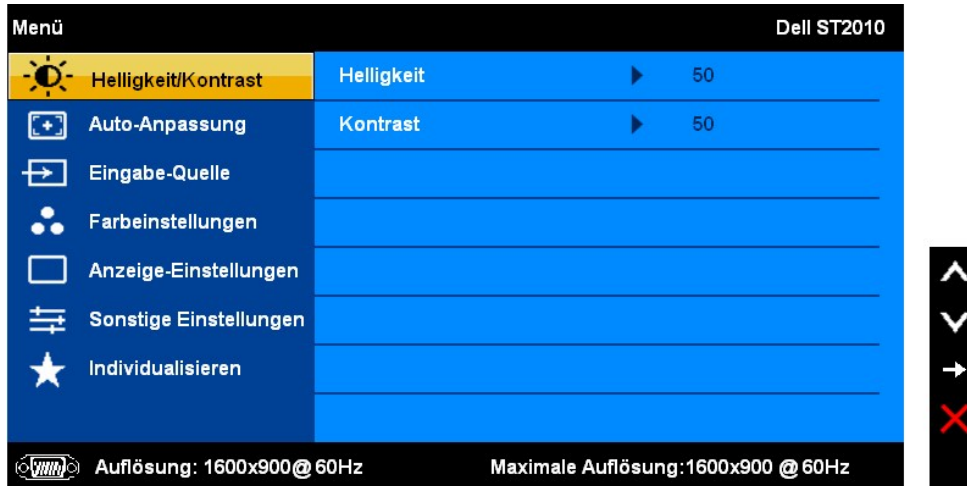 Menü Dell ST2010
Helligkeit/Kontrast Helligkeit 50
Auto-Anpassung Kontrast 50
Eingabe-Quelle
Farbeinstellungen
Anzeige-Einstellungen
Sonstige Einstellungen
Individualisieren
Auflösung: 1600x900@60Hz Maximale Auflösung:1600x900 @60Hz